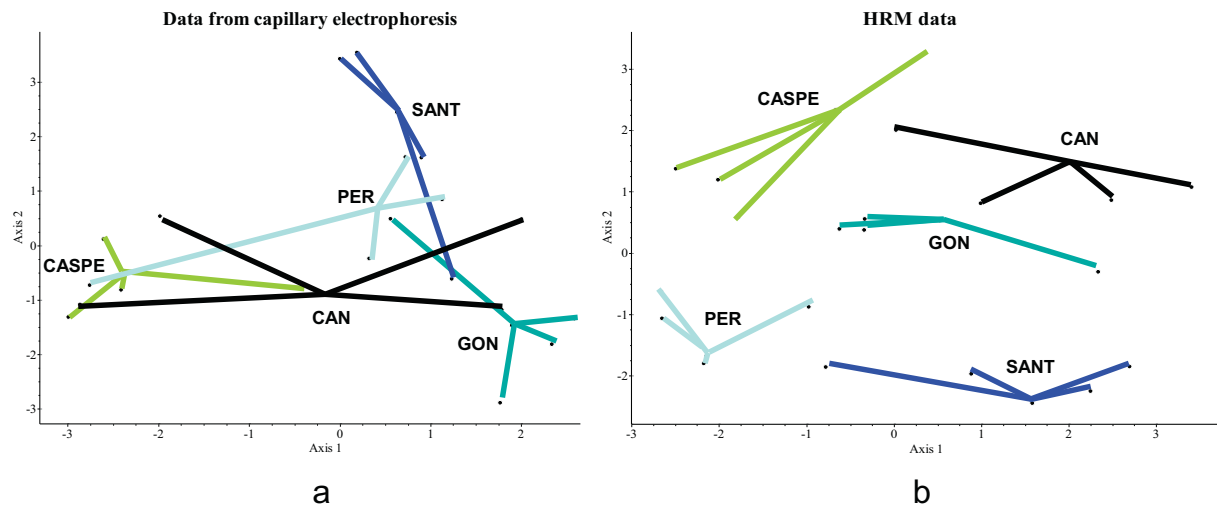 Data from capillary electrophoresis
3
2
1
0
-1
-2
-3
Axis 2
-3
-2
-1
0
1
2
Axis 1
SANT
PER
CASPE
CAN
GON
a
HRM data
3
2
1
0
-1
-2
Axis 2
-3
-2
-1
0
1
2
3
Axis 1
CASPE
CAN
GON
PER
SANT
b